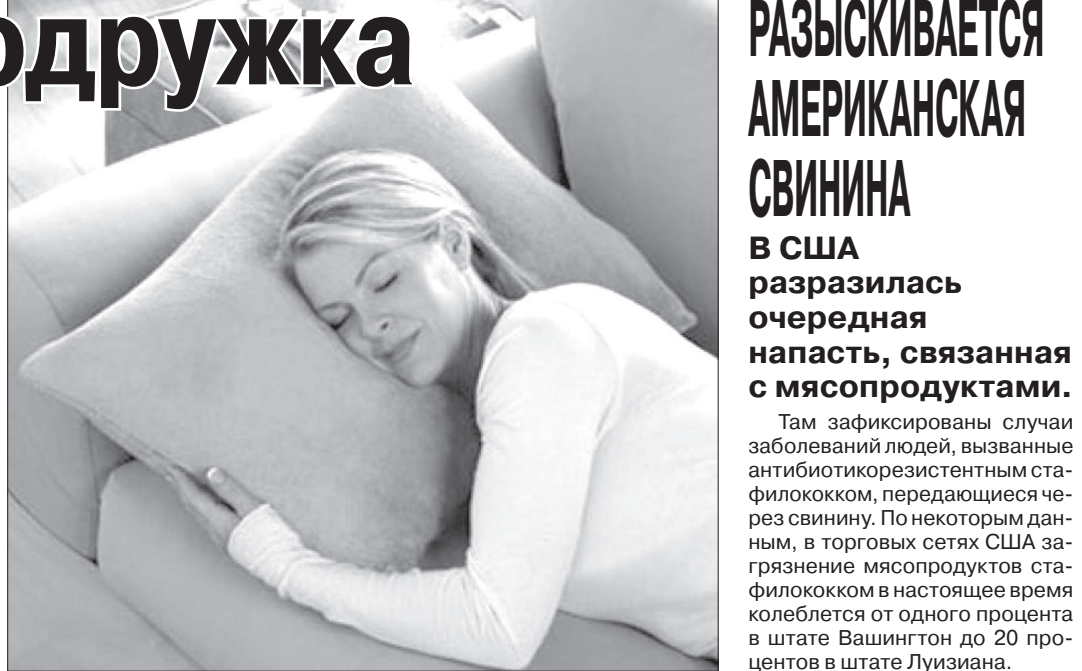 одружка
РАЗЫСКИВАЕТСЯ
АМЕРИКАНСКАЯ
СВИНИНА
В США
разразилась
очередная
напасть, связанная
с мясопродуктами.
Там зафиксированы случаи
заболеваний людей, вызванные
антибиотикорезистентным ста-
филококком, передающиеся че-
рез свинину. По некоторым дан-
ным, в торговых сетях США за-
грязнение мясопродуктов ста-
филококком в настоящее время
колеблется от одного процента
в штате Вашингтон до 20 про-
центов в штате Луизиана.